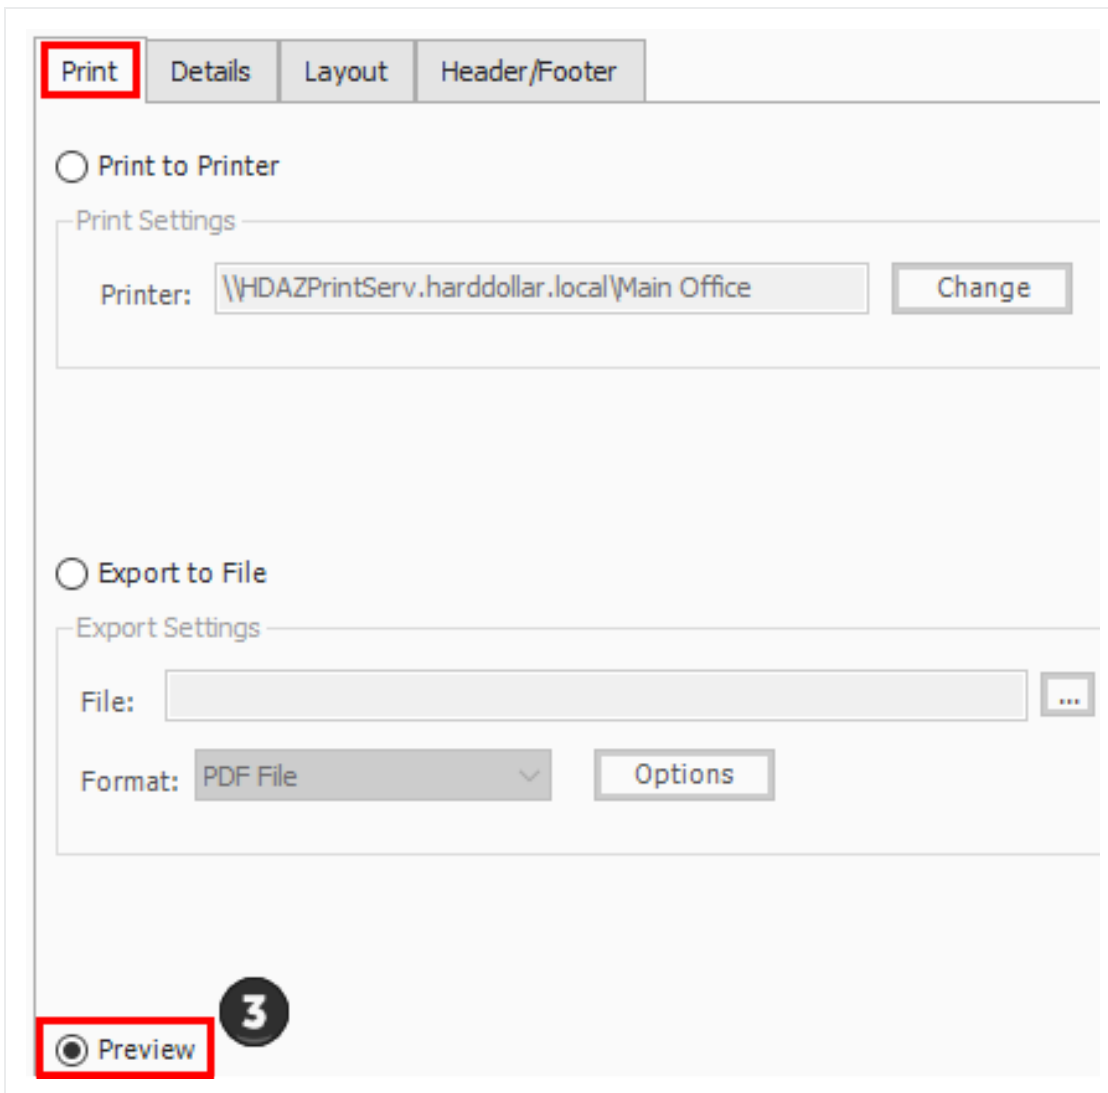 Print Details Layout Header/Footer
Print to Printer
Print Settings
Printer: \\HDAZPrintServ.harddollar.local\Main Office Change
Export to File
Export Settings
File: ...
Format: PDF File Options
3
Preview